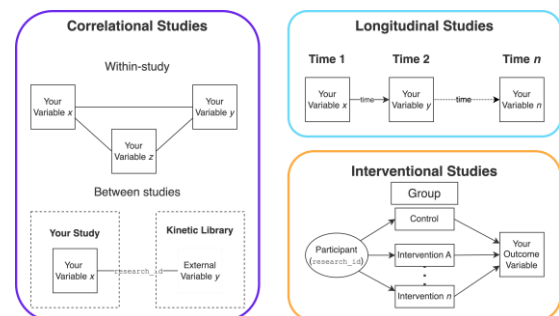 Correlational Studies
Within-study
Your
Variable x
Your
Variable y
Your
Variable z
Between studies
Your Study
Kinetic Library
Your
Variable x
research_id
External
Variable y
Longitudinal Studies
Time 1
Time 2
Time n
Your
Variable x
time
Your
Variable y
time
Your
Variable n
Interventional Studies
Group
Control
Participant
(research_id)
Intervention A
Your
Outcome
Variable
Intervention n